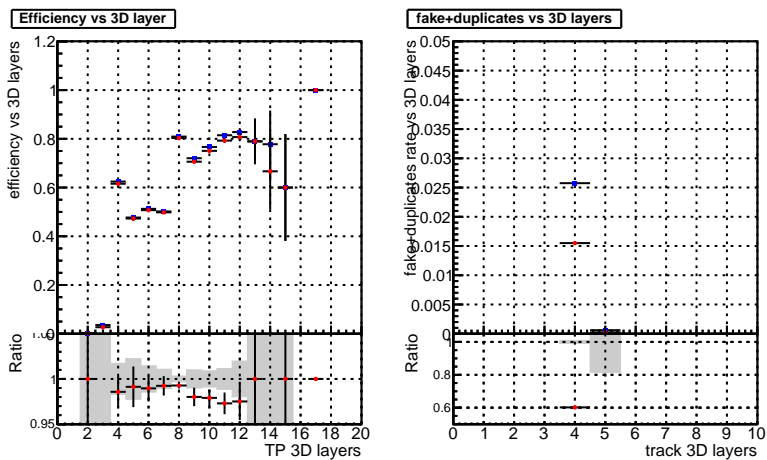 Efficiency vs 3D layer
efficiency vs 3D layers
1.2
1
0.8
0.6
0.4
0.2
0
Ratio
1
0.95
0 2 4 6 8 10 12 14 16 18 20
TP 3D layers
fake+duplicates vs 3D layers
fake+duplicates rate vs 3D layers
0.05
0.045
0.04
0.035
0.03
0.025
0.02
0.015
0.01
0.005
0
Ratio
1
0.8
0.6
0 1 2 3 4 5 6 7 8 9 10
track 3D layers